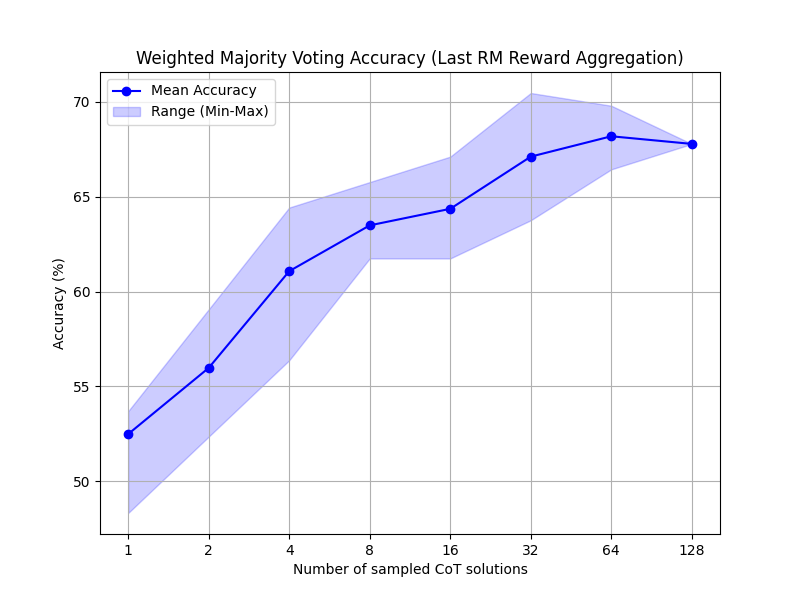 Weighted Majority Voting Accuracy (Last RM Reward Aggregation)
Mean Accuracy
Range (Min-Max)
70
65
60
55
50
Accuracy (%)
1 2 4 8 16 32 64 128
Number of sampled CoT solutions